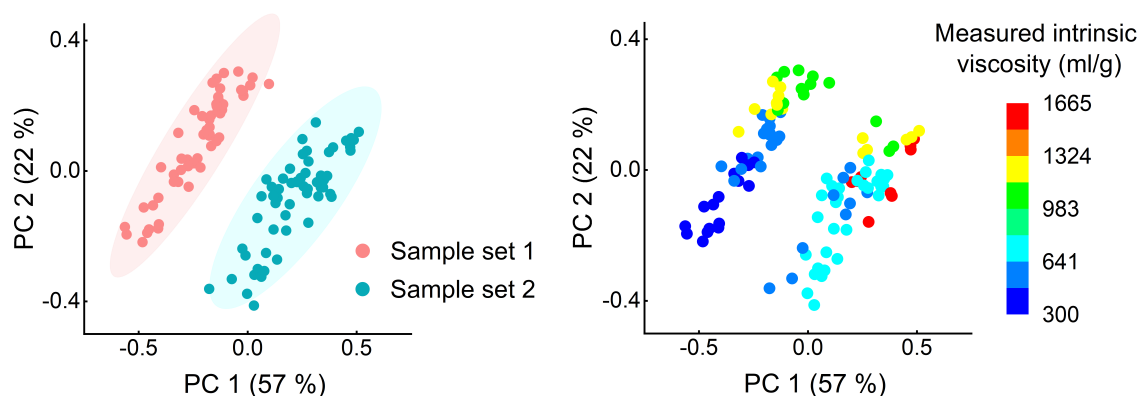 0.4
0.0
-0.4
PC 2 (22 %)
-0.5
0.0
0.5
PC 1 (57 %)
Sample set 1
Sample set 2
0.4
0.0
-0.4
PC 2 (22 %)
-0.5
0.0
0.5
PC 1 (57 %)
Measured intrinsic
viscosity (ml/g)
1665
1324
983
641
300